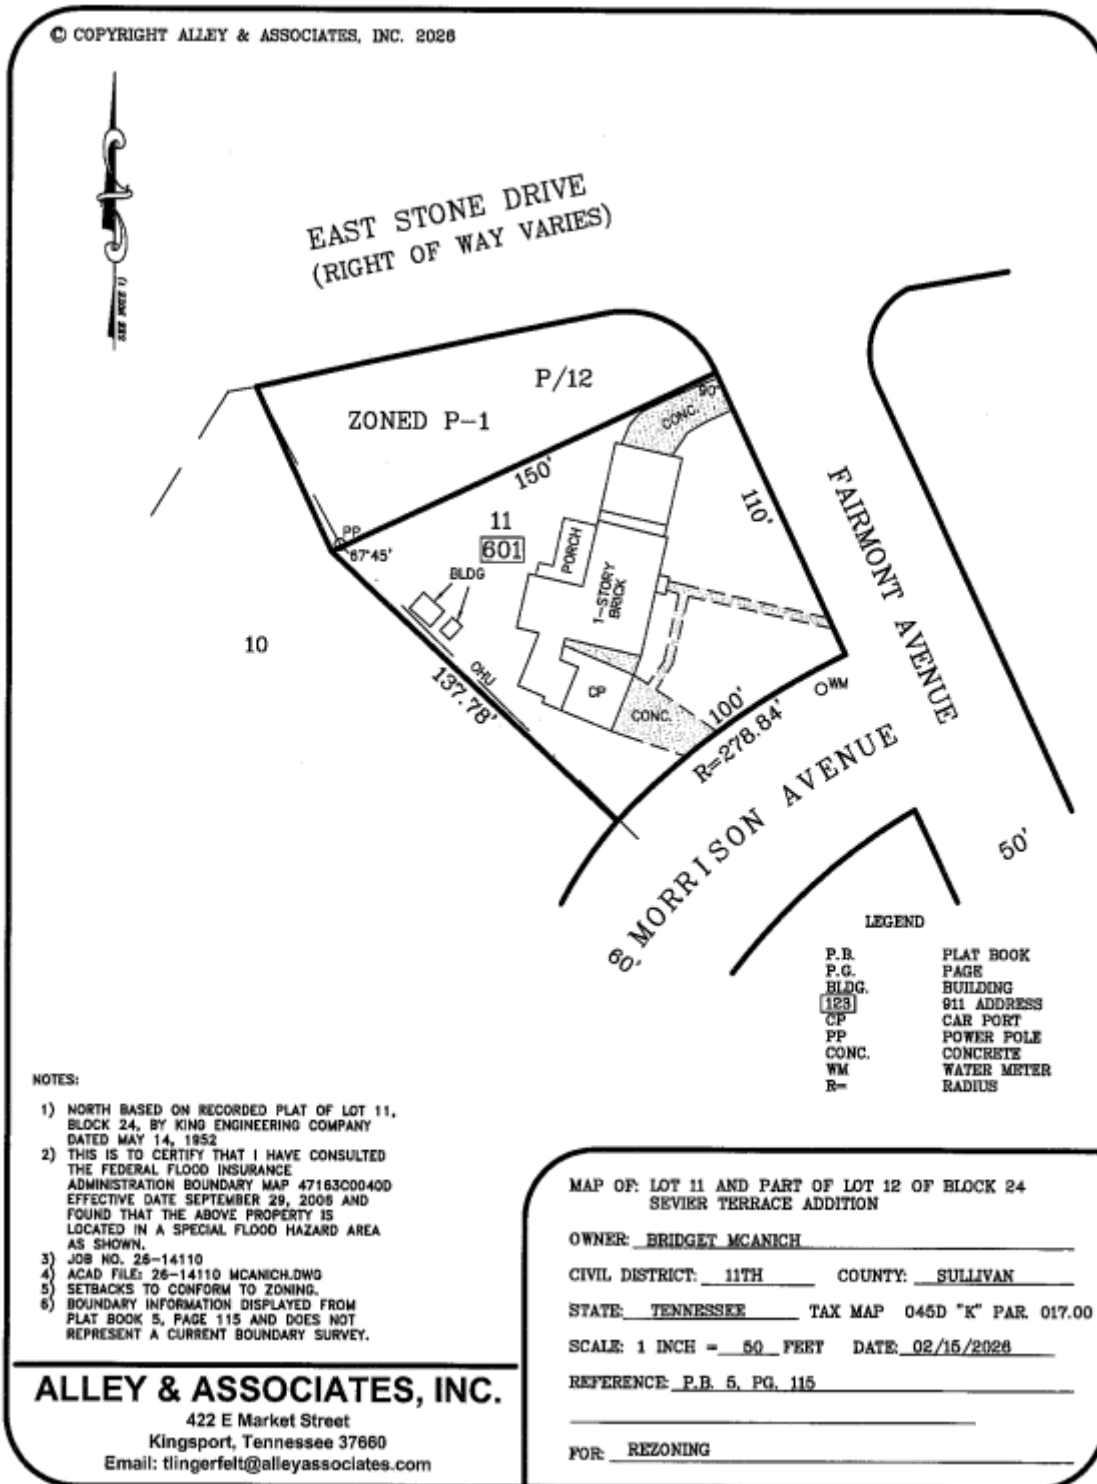 © COPYRIGHT ALLEY & ASSOCIATES, INC. 2026
SEE NOTE 1)
EAST STONE DRIVE
(RIGHT OF WAY VARIES)
P/12
ZONED P-1
90°
CONC.
150'
110'
FAIRMONT AVENUE
PP
67°45'
11
601
PORCH
1-STORY
BRICK
BLDG
10
OHU
137.78'
CP
CONC.
100'
R=278.84'
WM
MORRISON AVENUE
60'
50'
LEGEND
P.B. PLAT BOOK
P.G. PAGE
BLDG. BUILDING
123 911 ADDRESS
CP CAR PORT
PP POWER POLE
CONC. CONCRETE
WM WATER METER
R= RADIUS
NOTES:
1) NORTH BASED ON RECORDED PLAT OF LOT 11,
BLOCK 24, BY KING ENGINEERING COMPANY
DATED MAY 14, 1952
2) THIS IS TO CERTIFY THAT I HAVE CONSULTED
THE FEDERAL FLOOD INSURANCE
ADMINISTRATION BOUNDARY MAP 47163C0040D
EFFECTIVE DATE SEPTEMBER 29, 2006 AND
FOUND THAT THE ABOVE PROPERTY IS
LOCATED IN A SPECIAL FLOOD HAZARD AREA
AS SHOWN.
3) JOB NO. 26-14110
4) ACAD FILE: 26-14110 MCANICH.DWG
5) SETBACKS TO CONFORM TO ZONING.
6) BOUNDARY INFORMATION DISPLAYED FROM
PLAT BOOK 5, PAGE 115 AND DOES NOT
REPRESENT A CURRENT BOUNDARY SURVEY.
ALLEY & ASSOCIATES, INC.
422 E Market Street
Kingsport, Tennessee 37660
Email: tlingerfelt@alleyassociates.com
MAP OF: LOT 11 AND PART OF LOT 12 OF BLOCK 24
SEVIER TERRACE ADDITION
OWNER: BRIDGET MCANICH
CIVIL DISTRICT: 11TH COUNTY: SULLIVAN
STATE: TENNESSEE TAX MAP 045D "K" PAR. 017.00
SCALE: 1 INCH = 50 FEET DATE: 02/15/2026
REFERENCE: P.B. 5, PG. 115
FOR: REZONING